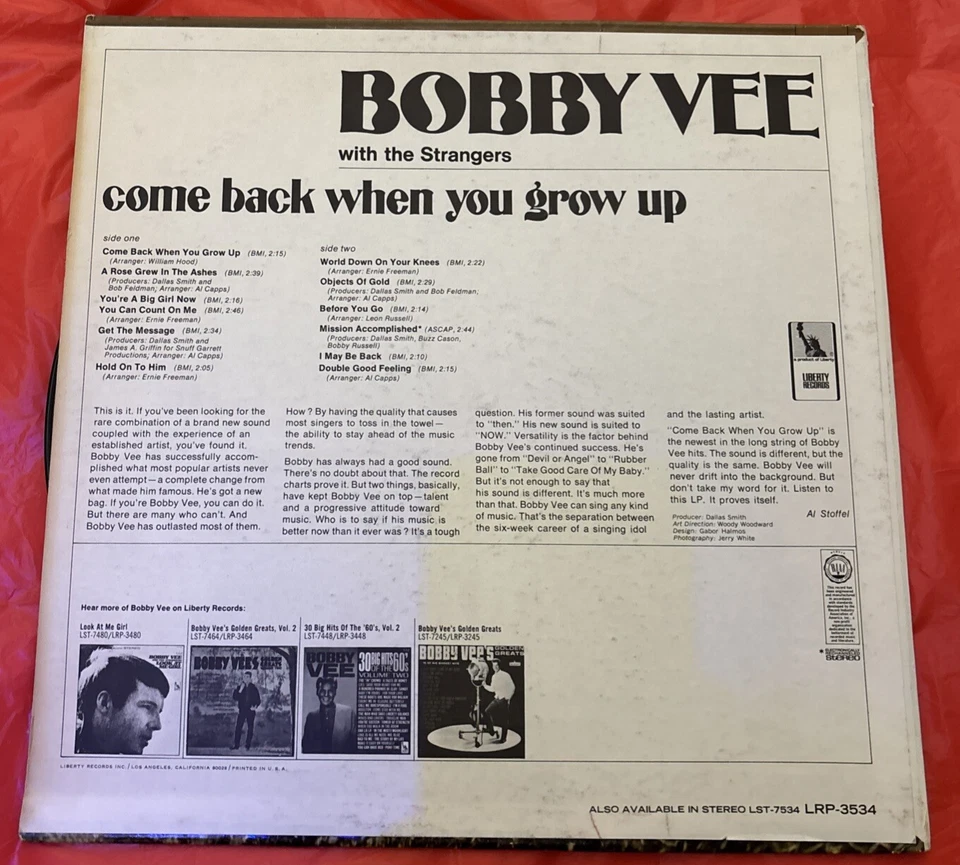 BOBBY VEE
with the Strangers
come back when you grow up
side one
Come Back When You Grow Up (BMI, 2:15)
(Arranger: William Hood)
A Rose Grew In The Ashes (BMI, 2:39)
(Producers: Dallas Smith and
Bob Feldman; Arranger: Al Capps)
You're A Big Girl Now (BMI, 2:16)
You Can Count On Me (BMI, 2:46)
(Arranger: Ernie Freeman)
Get The Message (BMI, 2:34)
(Producers: Dallas Smith and
James A. Griffin for Snuff Garrett
Productions; Arranger: Al Capps)
Hold On To Him (BMI, 2:05)
(Arranger: Ernie Freeman)
side two
World Down On Your Knees (BMI, 2:22)
(Arranger: Ernie Freeman)
Objects Of Gold (BMI, 2:29)
(Producers: Dallas Smith and Bob Feldman,
Arranger: Al Capps)
Before You Go (BMI, 2:14)
(Arranger: Leon Russell)
Mission Accomplished* (ASCAP, 2:44)
(Producers: Dallas Smith, Buzz Cason,
Bobby Russell)
I May Be Back (BMI, 2:10)
Double Good Feeling (BMI, 2:15)
(Arranger: Al Capps)
a product of Liberty
LIBERTY
RECORDS
This is it. If you've been looking for the
rare combination of a brand new sound
coupled with the experience of an
established artist, you've found it.
Bobby Vee has successfully accom-
plished what most popular artists never
even attempt—a complete change from
what made him famous. He's got a new
bag. If you're Bobby Vee, you can do it.
But there are many who can't. And
Bobby Vee has outlasted most of them.
How? By having the quality that causes
most singers to toss in the towel—
the ability to stay ahead of the music
trends.
Bobby has always had a good sound.
There's no doubt about that. The record
charts prove it. But two things, basically,
have kept Bobby Vee on top—talent
and a progressive attitude toward
music. Who is to say if his music is
better now than it ever was? It's a tough
question. His former sound was suited
to "then." His new sound is suited to
"NOW." Versatility is the factor behind
Bobby Vee's continued success. He's
gone from "Devil or Angel" to "Rubber
Ball" to "Take Good Care Of My Baby."
But it's not enough to say that
his sound is different. It's much more
than that. Bobby Vee can sing any kind
of music. That's the separation between
the six-week career of a singing idol
and the lasting artist.
"Come Back When You Grow Up" is
the newest in the long string of Bobby
Vee hits. The sound is different, but the
quality is the same. Bobby Vee will
never drift into the background. But
don't take my word for it. Listen to
this LP. It proves itself.
Al Stoffel
Producer: Dallas Smith
Art Direction: Woody Woodward
Design: Gabor Halmos
Photography: Jerry White
Hear more of Bobby Vee on Liberty Records:
Look At Me Girl
LST-7480/LRP-3480
Bobby Vee's Golden Greats, Vol. 2
LST-7464/LRP-3464
30 Big Hits Of The '60's, Vol. 2
LST-7448/LRP-3448
Bobby Vee's Golden Greats
LST-7245/LRP-3245
BOBBY VEE
BOBBY VEE'S GOLDEN GREATS
BOBBY VEE
30 BIG HITS OF THE 60'S
VOLUME TWO
BOBBY VEE'S GOLDEN GREATS
STEREO
LIBERTY RECORDS INC. / LOS ANGELES, CALIFORNIA 90028 / PRINTED IN U.S.A.
ALSO AVAILABLE IN STEREO LST-7534 LRP-3534